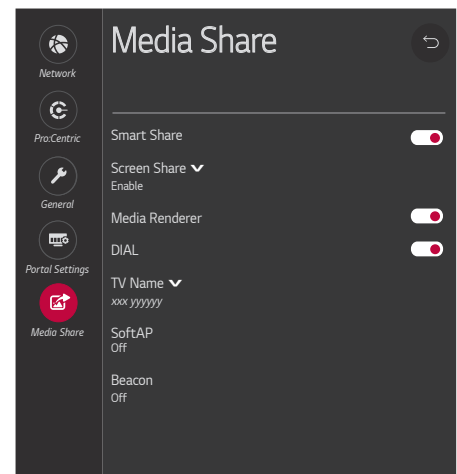 Media Share
Network
Pro:Centric
General
Portal Settings
Media Share
Smart Share
Screen Share
Enable
Media Renderer
DIAL
TV Name
xxx yyyyyy
SoftAP
Off
Beacon
Off